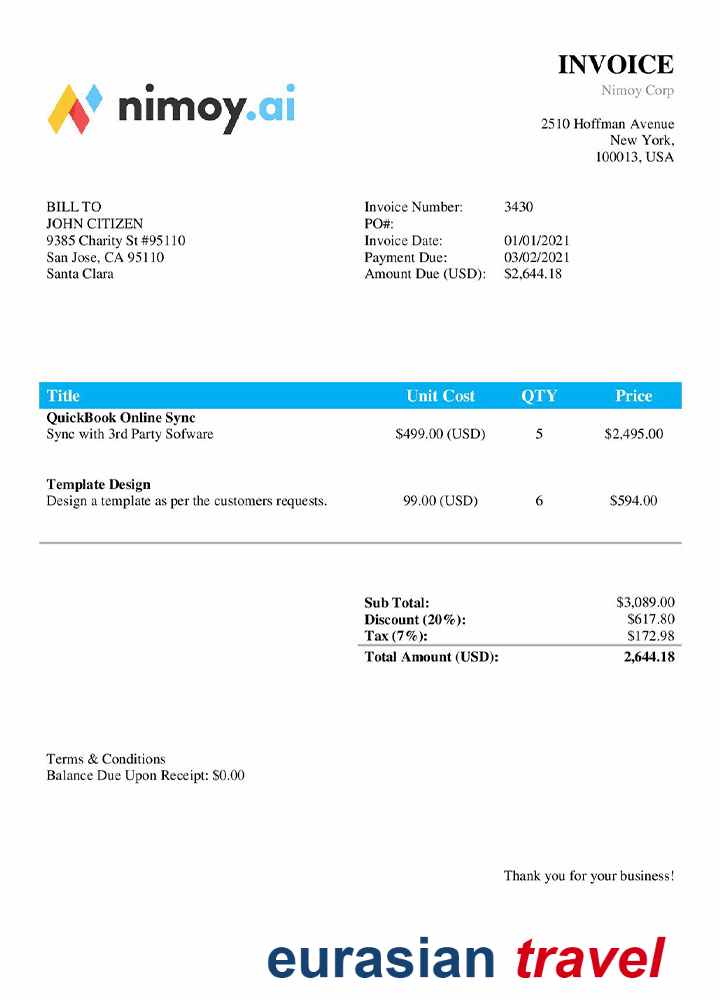 INVOICE
nimoy.ai
Nimoy Corp
2510 Hoffman Avenue
New York,
100013, USA
BILL TO
JOHN CITIZEN
9385 Charity St #95110
San Jose, CA 95110
Santa Clara
Invoice Number: 3430
PO#:
Invoice Date: 01/01/2021
Payment Due: 03/02/2021
Amount Due (USD): $2,644.18
Title Unit Cost QTY Price
QuickBook Online Sync
Sync with 3rd Party Sofware $499.00 (USD) 5 $2,495.00
Template Design
Design a template as per the customers requests. 99.00 (USD) 6 $594.00
Sub Total: $3,089.00
Discount (20%): $617.80
Tax (7%): $172.98
Total Amount (USD): 2,644.18
Terms & Conditions
Balance Due Upon Receipt: $0.00
Thank you for your business!
eurasian travel